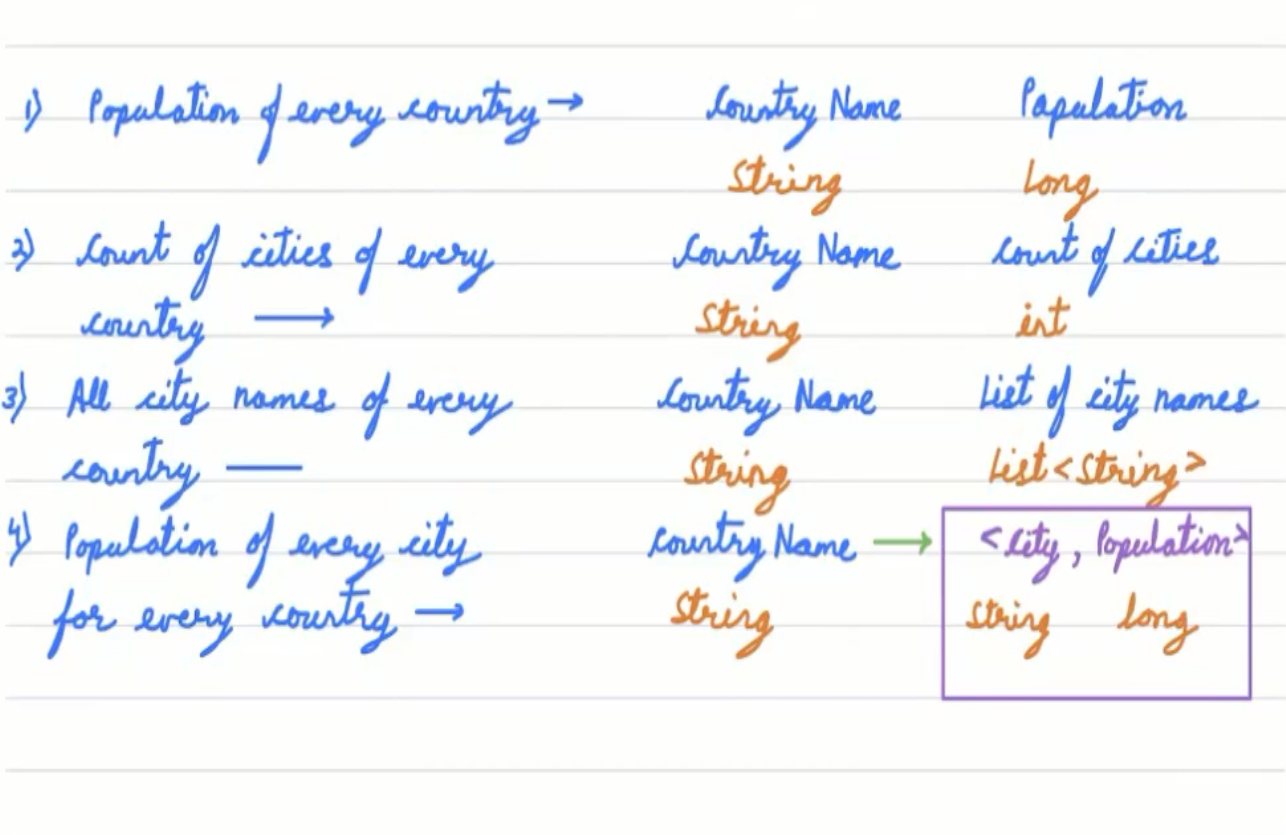 1) Population of every country → Country Name Papulation
String Long
2) Count of cities of every Country Name Count of cities
country → String int
3) All city names of every Country Name List of city names
country — String List<String>
4) Population of every city Country Name → <City, Population>
for every country → String String long